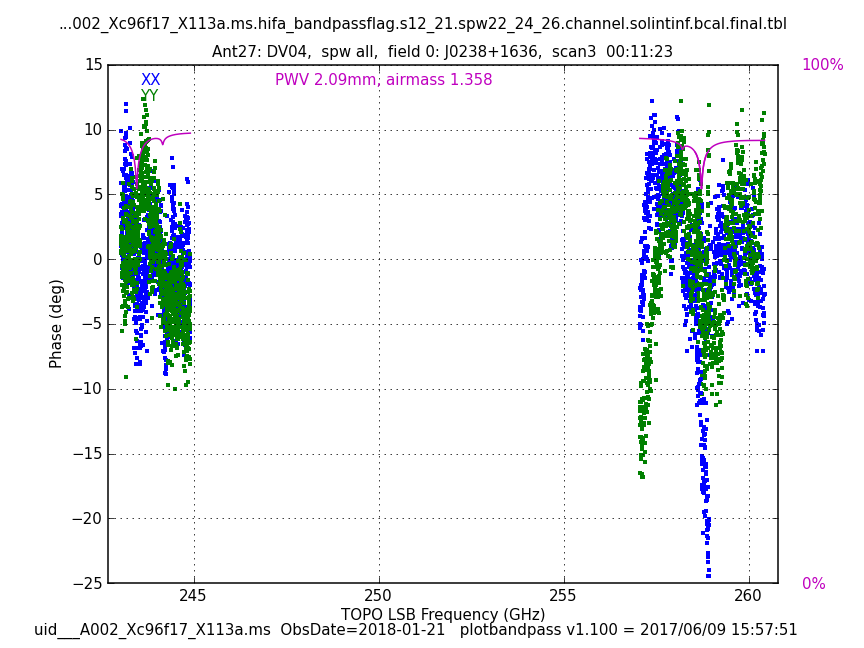 ...002_Xc96f17_X113a.ms.hifa_bandpassflag.s12_21.spw22_24_26.channel.solintinf.bcal.final.tbl
Ant27: DV04,  spw all,  field 0: J0238+1636,  scan3  00:11:23
15
100%
XX
PWV 2.09mm, airmass 1.358
YY
10
5
0
Phase (deg)
−5
−10
−15
−20
−25
0%
245
250
255
260
TOPO LSB Frequency (GHz)
uid___A002_Xc96f17_X113a.ms  ObsDate=2018-01-21   plotbandpass v1.100 = 2017/06/09 15:57:51